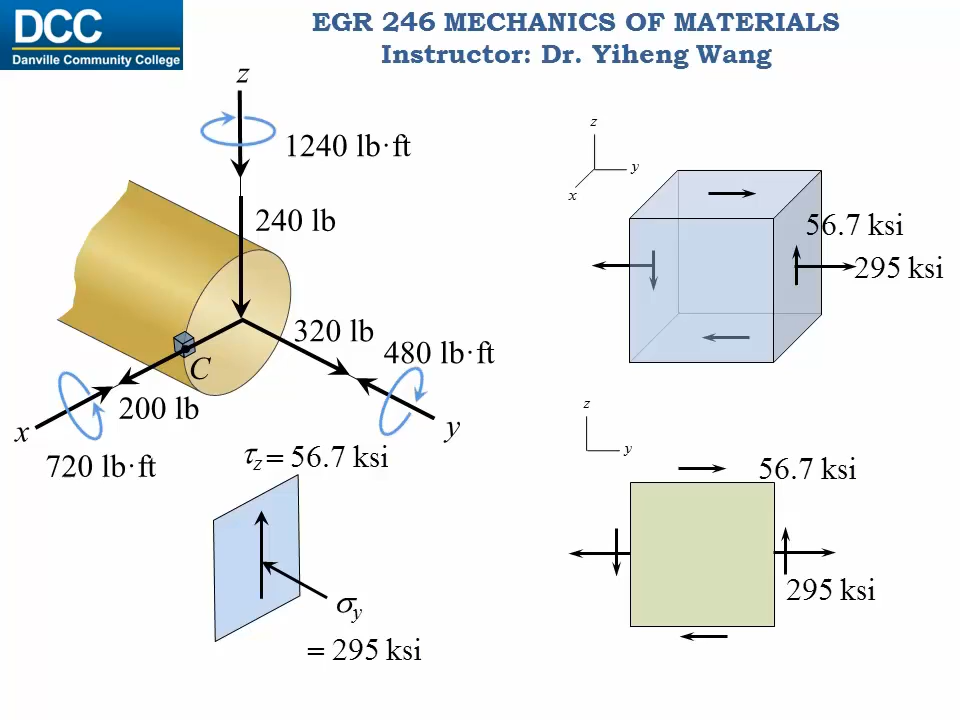 DCC
Danville Community College
EGR 246 MECHANICS OF MATERIALS
Instructor: Dr. Yiheng Wang
z
1240 lb·ft
240 lb
320 lb
480 lb·ft
C
200 lb
x
y
720 lb·ft
τz = 56.7 ksi
σy
= 295 ksi
z
y
x
56.7 ksi
295 ksi
z
y
56.7 ksi
295 ksi